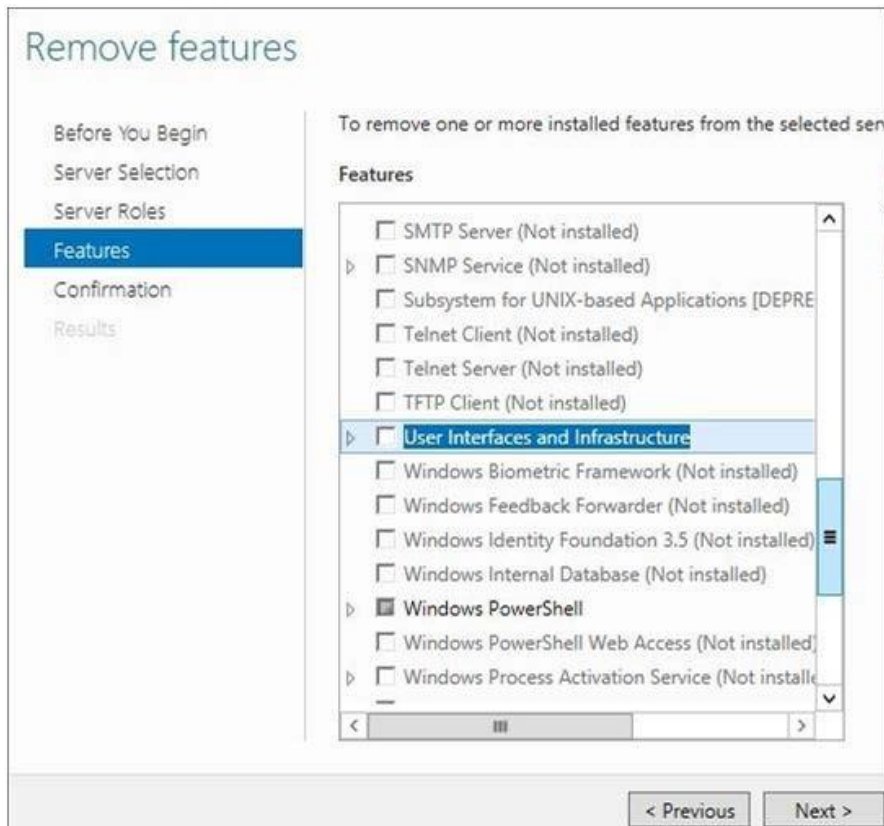 Remove features
Before You Begin
Server Selection
Server Roles
Features
Confirmation
Results
To remove one or more installed features from the selected ser
Features
SMTP Server (Not installed)
SNMP Service (Not installed)
Subsystem for UNIX-based Applications [DEPRE
Telnet Client (Not installed)
Telnet Server (Not installed)
TFTP Client (Not installed)
User Interfaces and Infrastructure
Windows Biometric Framework (Not installed)
Windows Feedback Forwarder (Not installed)
Windows Identity Foundation 3.5 (Not installed)
Windows Internal Database (Not installed)
Windows PowerShell
Windows PowerShell Web Access (Not installed)
Windows Process Activation Service (Not installe
< Previous
Next >